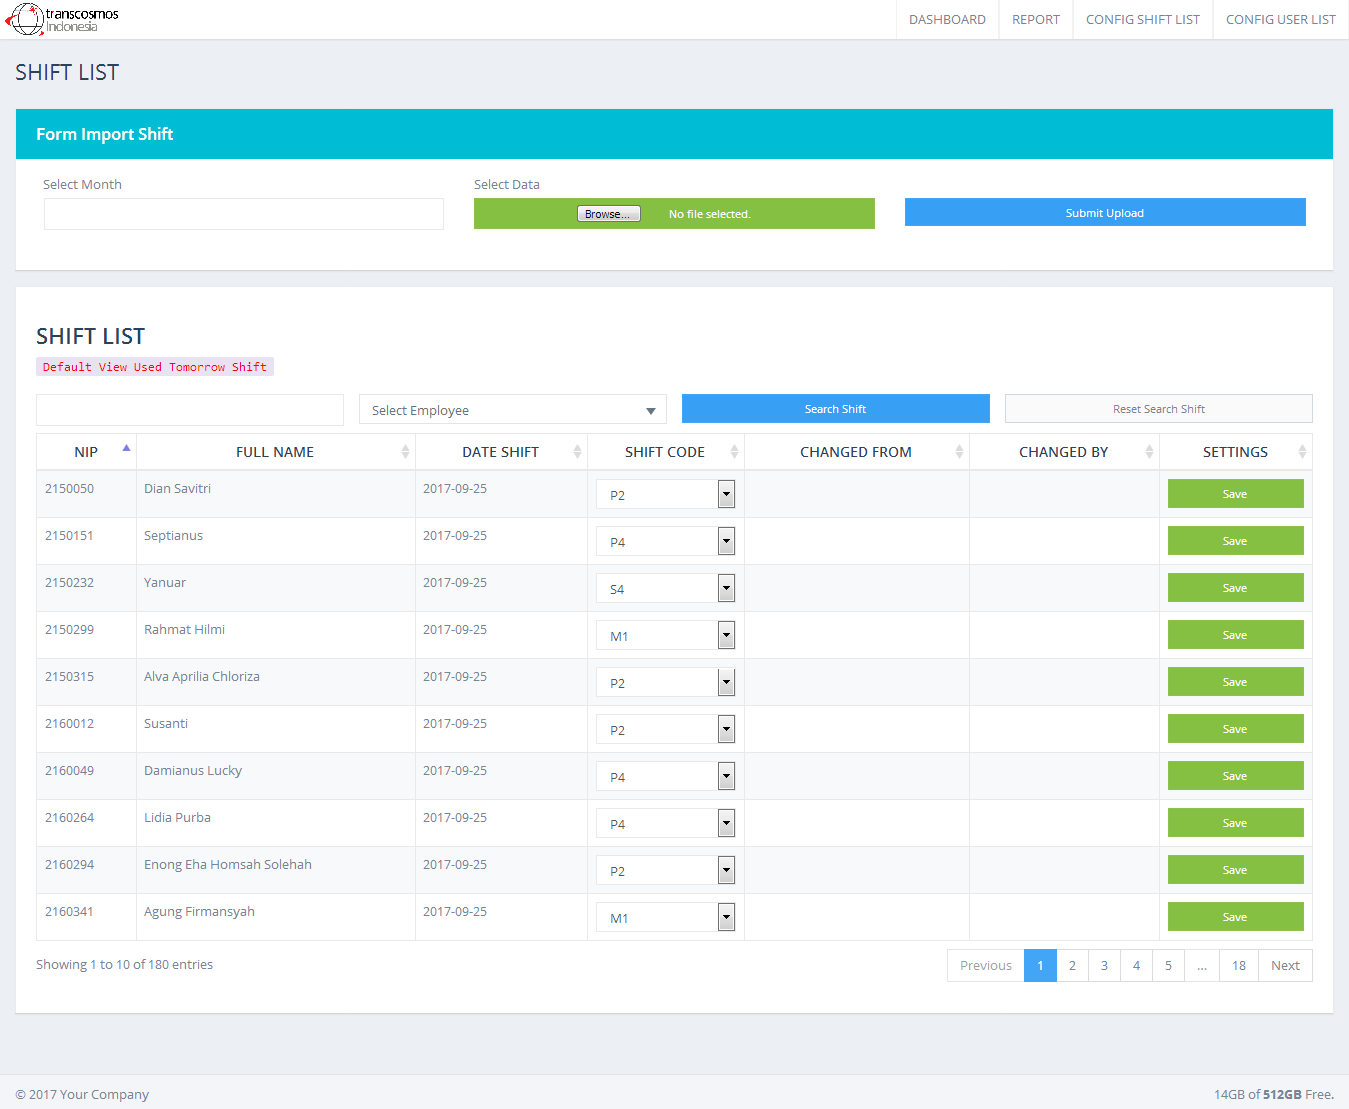 transcosmos
Indonesia
DASHBOARD REPORT CONFIG SHIFT LIST CONFIG USER LIST
SHIFT LIST
Form Import Shift
Select Month Select Data
Browse... No file selected. Submit Upload
SHIFT LIST
Default View Used Tomorrow Shift
Select Employee Search Shift Reset Search Shift
NIP FULL NAME DATE SHIFT SHIFT CODE CHANGED FROM CHANGED BY SETTINGS
2150050 Dian Savitri 2017-09-25 P2 Save
2150151 Septianus 2017-09-25 P4 Save
2150232 Yanuar 2017-09-25 S4 Save
2150299 Rahmat Hilmi 2017-09-25 M1 Save
2150315 Alva Aprilia Chloriza 2017-09-25 P2 Save
2160012 Susanti 2017-09-25 P2 Save
2160049 Damianus Lucky 2017-09-25 P4 Save
2160264 Lidia Purba 2017-09-25 P4 Save
2160294 Enong Eha Homsah Solehah 2017-09-25 P2 Save
2160341 Agung Firmansyah 2017-09-25 M1 Save
Showing 1 to 10 of 180 entries Previous 1 2 3 4 5 ... 18 Next
© 2017 Your Company 14GB of 512GB Free.